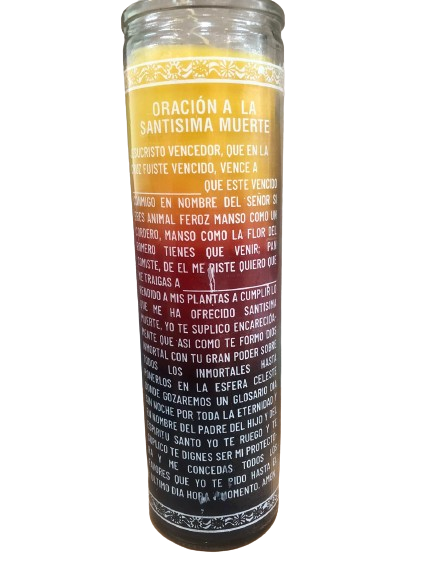 ORACIÓN A LA
SANTISIMA MUERTE
SUCRISTO VENCEDOR, QUE EN LA
UZ FUISTE VENCIDO, VENCE A
QUE ESTE VENCIDO
ONMIGO EN NOMBRE DEL SEÑOR SI
ERES ANIMAL FEROZ MANSO COMO UN
CORDERO, MANSO COMO LA FLOR DEL
ROMERO TIENES QUE VENIR; PAN
COMISTE, DE EL ME DISTE QUIERO QUE
ME TRAIGAS A
RENDIDO A MIS PLANTAS A CUMPLIR LO
QUE ME HA OFRECIDO SANTISIMA
MUERTE, YO TE SUPLICO ENCARECIDA-
MENTE QUE ASI COMO TE FORMO DIOS
INMORTAL CON TU GRAN PODER SOBRE
TODOS LOS INMORTALES HASTA
PONERLOS EN LA ESFERA CELESTE
DONDE GOZAREMOS UN GLOSARIO DIA
SIN NOCHE POR TODA LA ETERNIDAD Y
EN NOMBRE DEL PADRE DEL HIJO Y DEL
ESPIRITU SANTO YO TE RUEGO Y TE
SUPLICO TE DIGNES SER MI PROTECTO-
RA Y ME CONCEDAS TODOS LOS
FAVORES QUE YO TE PIDO HASTA EL
ULTIMO DIA HORA Y MOMENTO. AMEN